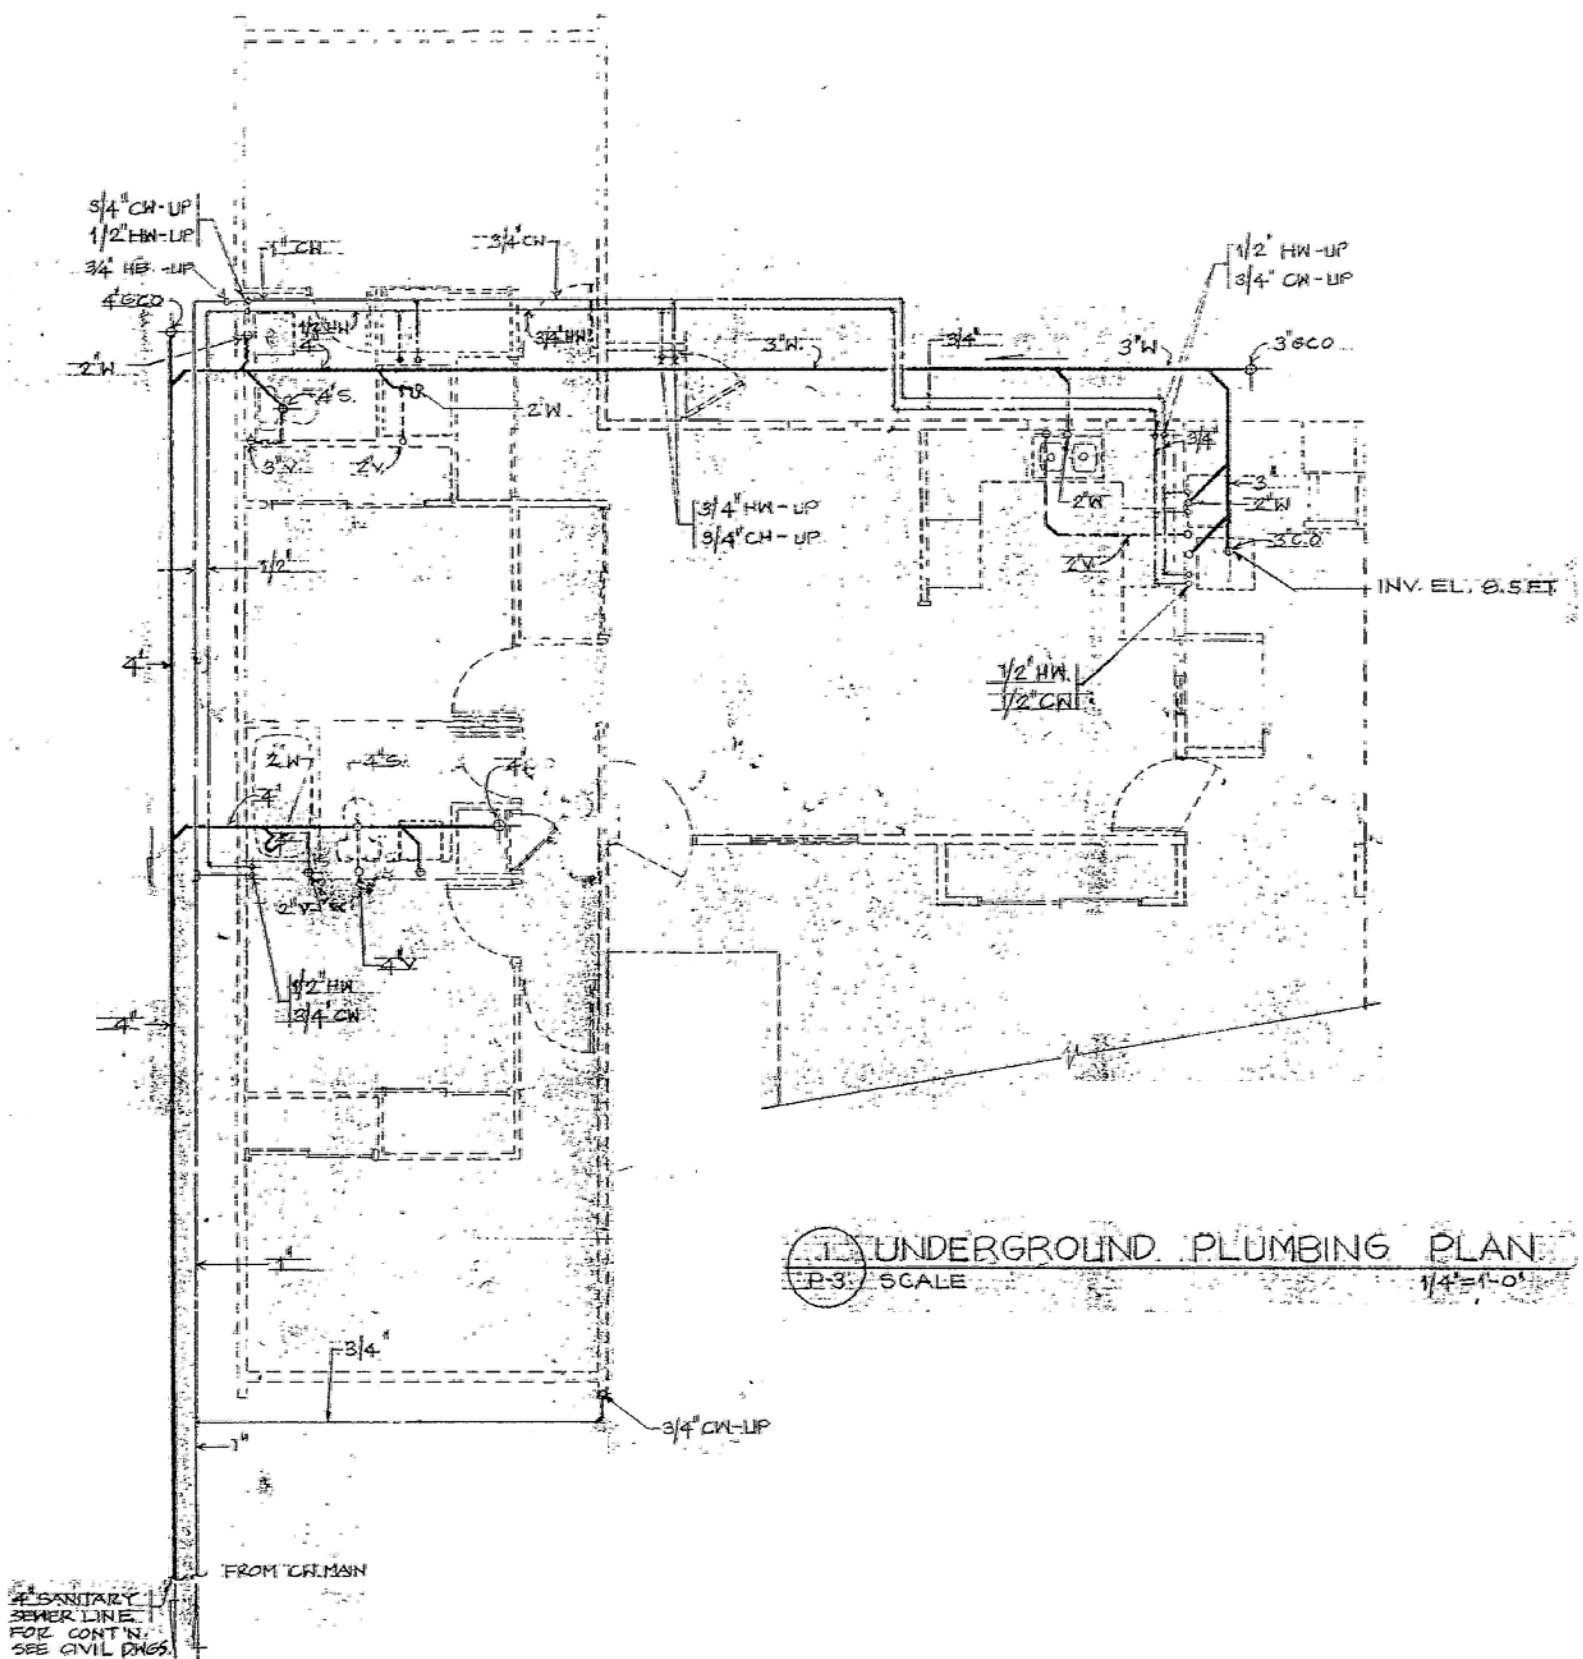 3/4" CW-UP
1/2" HW-UP
3/4" HB.-UP
4"GCO
1" CW
3/4" CW
1/2" HW-UP
3/4" CW-UP
1/2" HW
3/4" HW
4"
2"W
3"W.
3/4"
3"W
3"GCO
4"S.
2"W.
3"V.
2"V.
3/4"
3"
2"W
2"W
3/4" HW-UP
3/4" CW-UP
3"C.O
2"V.
1/2"
INV. EL. 8.5 FT.
4"
1/2" HW.
1/2" CW
2"W
4"S.
4"
2"V
4"V
1/2" HW
3/4" CW
4"
1
UNDERGROUND PLUMBING PLAN
P-3
SCALE
1/4"=1'-0"
1"
3/4"
3/4" CW-UP
1"
FROM CW. MAIN
4" SANITARY
SEWER LINE
FOR CONT'N.
SEE CIVIL DWGS.